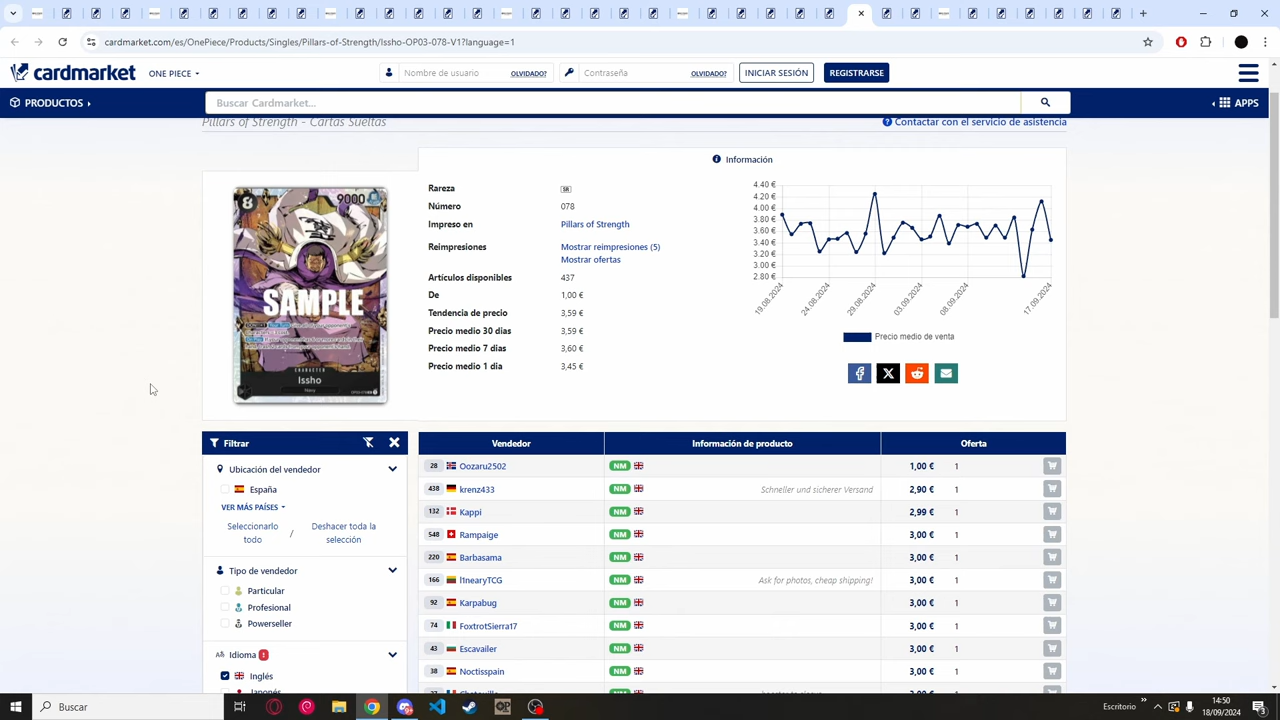 cardmarket.com/es/OnePiece/Products/Singles/Pillars-of-Strength/Issho-OP03-078-V1?language=1
cardmarket
ONE PIECE
Nombre de usuario
OLVIDADO?
Contraseña
OLVIDADO?
INICIAR SESIÓN
REGISTRARSE
PRODUCTOS
Buscar Cardmarket...
APPS
Pillars of Strength - Cartas Sueltas
Contactar con el servicio de asistencia
Información
8
9000
SAMPLE
CHARACTER
Issho
Navy
Rareza SR
Número 078
Impreso en Pillars of Strength
Reimpresiones Mostrar reimpresiones (5)
Mostrar ofertas
Artículos disponibles 437
De 1,00 €
Tendencia de precio 3,59 €
Precio medio 30 días 3,59 €
Precio medio 7 días 3,60 €
Precio medio 1 día 3,45 €
4.40 €
4.20 €
4.00 €
3.80 €
3.60 €
3.40 €
3.20 €
3.00 €
2.80 €
19.08.2024
24.08.2024
29.08.2024
03.09.2024
08.09.2024
17.09.2024
Precio medio de venta
Filtrar
Ubicación del vendedor
España
VER MÁS PAÍSES
Seleccionarlo todo / Deshacer toda la selección
Tipo de vendedor
Particular
Profesional
Powerseller
Idioma !
Inglés
Japonés
Vendedor Información de producto Oferta
28 Oozaru2502 NM 1,00 € 1
438 krenz433 NM Schneller und sicherer Versand 2,90 € 1
132 Kappi NM 2,99 € 1
548 Rampaige NM 3,00 € 1
220 Barbasama NM 3,00 € 1
166 l1nearyTCG NM Ask for photos, cheap shipping! 3,00 € 1
92 Karpabug NM 3,00 € 1
74 FoxtrotSierra17 NM 3,00 € 1
43 Escavailer NM 3,00 € 1
38 Noctisspain NM 3,00 € 1
Buscar
Escritorio
14:50
18/09/2024
3